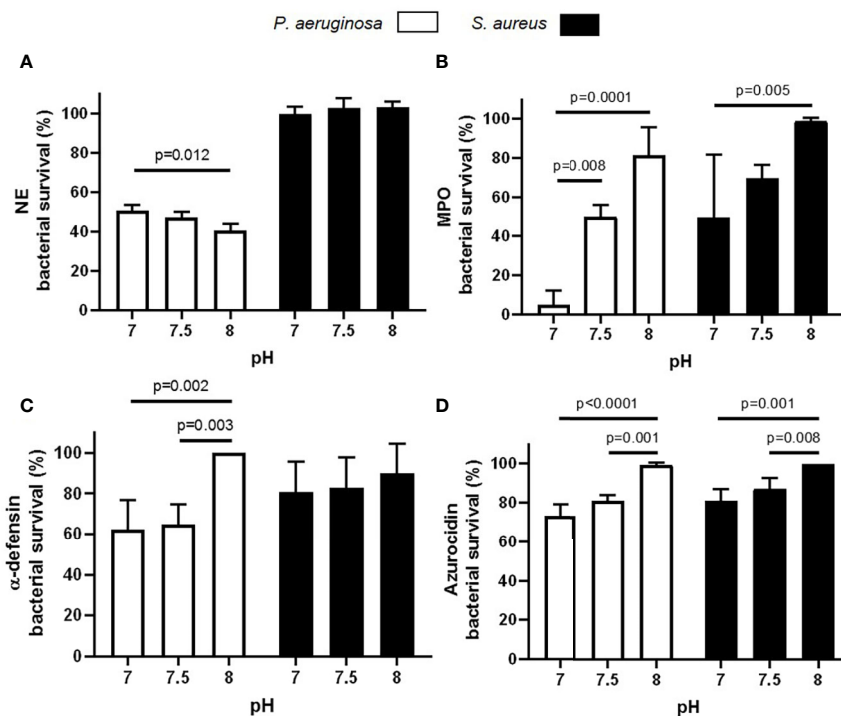 P. aeruginosa S. aureus
A
NE
bacterial survival (%)
100
80
60
40
20
0
p=0.012
7 7.5 8 7 7.5 8
pH
B
MPO
bacterial survival (%)
100
80
60
40
20
0
p=0.0001
p=0.008
p=0.005
7 7.5 8 7 7.5 8
pH
C
α-defensin
bacterial survival (%)
100
80
60
40
20
0
p=0.002
p=0.003
7 7.5 8 7 7.5 8
pH
D
Azurocidin
bacterial survival (%)
100
80
60
40
20
0
p<0.0001
p=0.001
p=0.001
p=0.008
7 7.5 8 7 7.5 8
pH